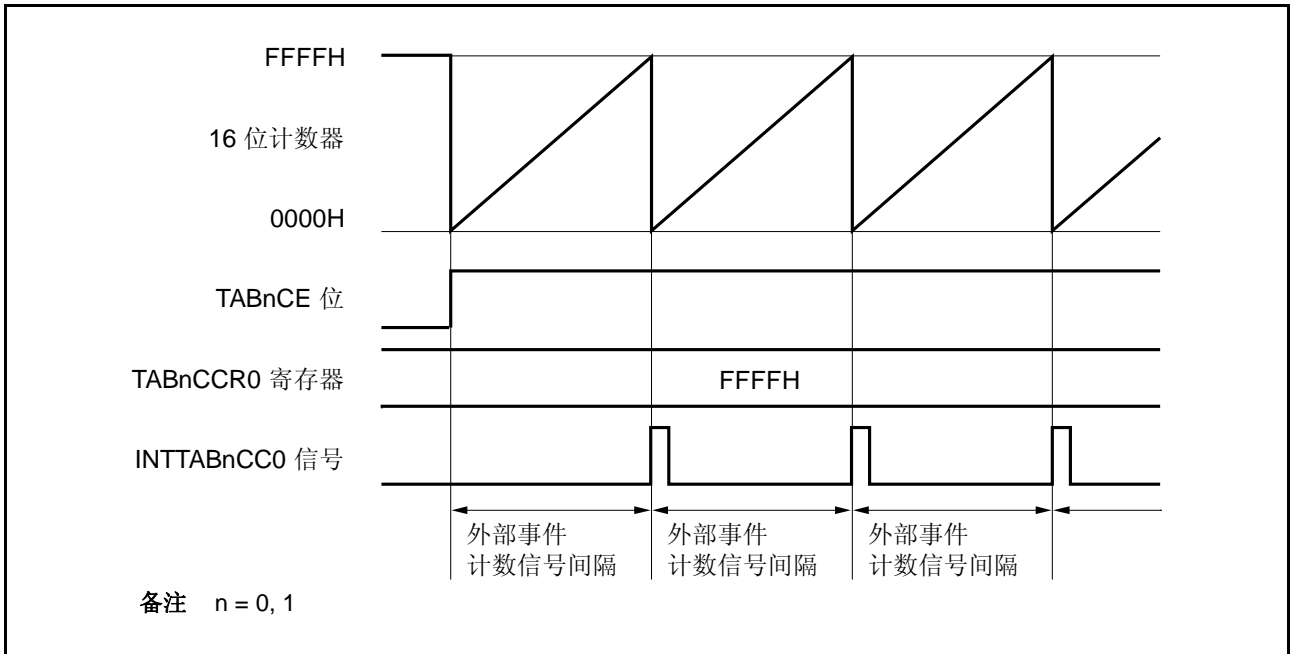 FFFFH
16 位计数器
0000H
TABnCE 位
TABnCCR0 寄存器
FFFFH
INTTABnCC0 信号
外部事件
计数信号间隔
外部事件
计数信号间隔
外部事件
计数信号间隔
备注 n = 0, 1